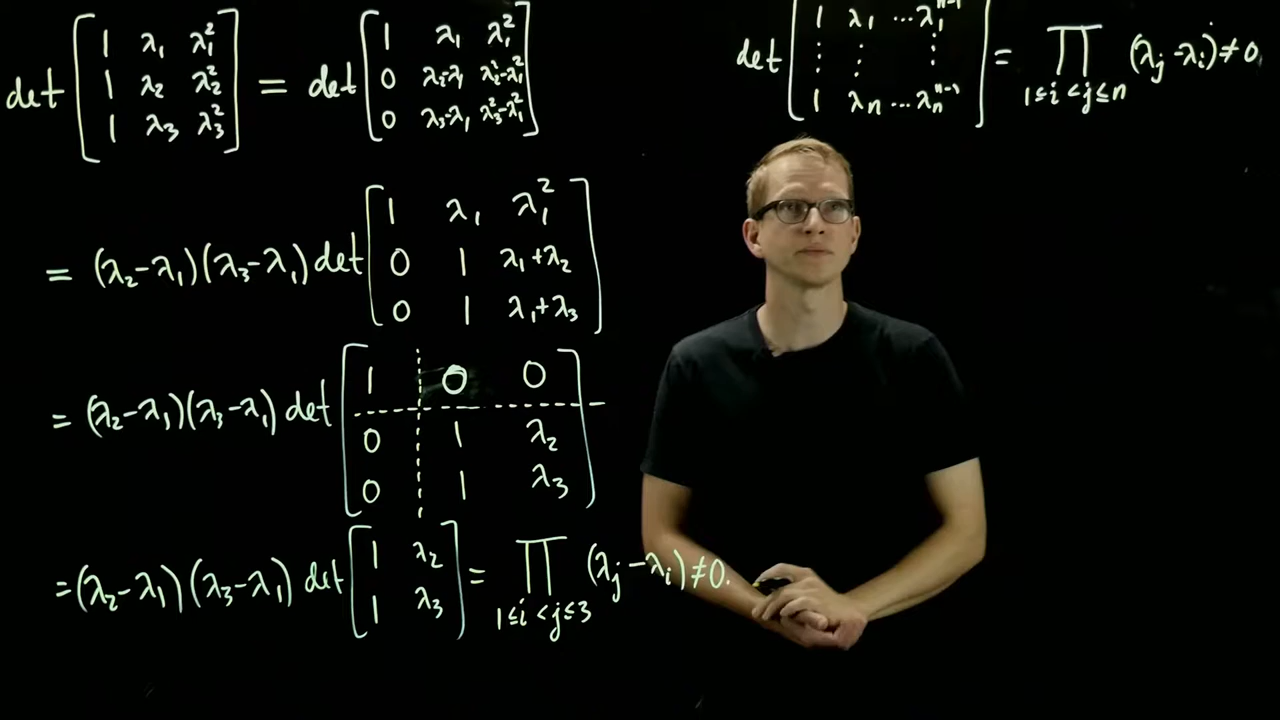 det [1 λ₁ λ₁²; 1 λ₂ λ₂²; 1 λ₃ λ₃²] = det [1 λ₁ λ₁²; 0 λ₂-λ₁ λ₂²-λ₁²; 0 λ₃-λ₁ λ₃²-λ₁²]
det [1 λ₁ ⋯ λ₁ⁿ⁻¹; ⋮ ⋮ ⋮; 1 λₙ ⋯ λₙⁿ⁻¹] = ∏_{1≤i<j≤n} (λⱼ-λᵢ)≠0.
= (λ₂-λ₁)(λ₃-λ₁) det [1 λ₁ λ₁²; 0 1 λ₁+λ₂; 0 1 λ₁+λ₃]
= (λ₂-λ₁)(λ₃-λ₁) det [1 0 0; 0 1 λ₂; 0 1 λ₃]
= (λ₂-λ₁)(λ₃-λ₁) det [1 λ₂; 1 λ₃] = ∏_{1≤i<j≤3} (λⱼ-λᵢ)≠0.